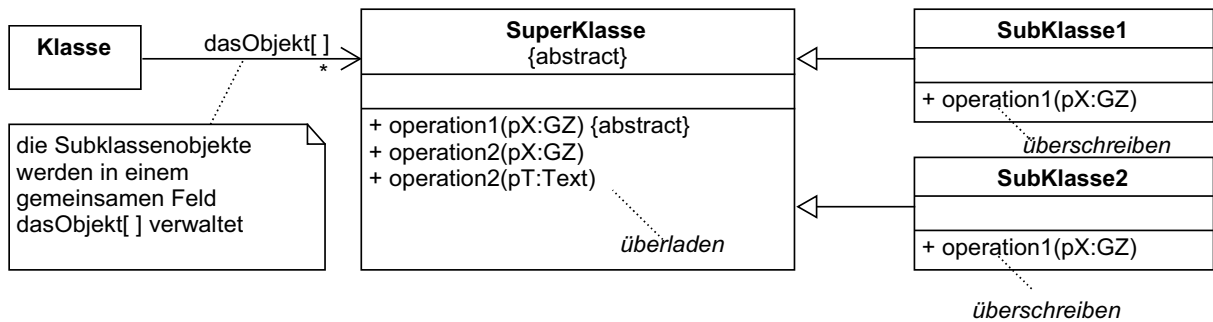 Klasse
dasObjekt[ ]
*
die Subklassenobjekte
werden in einem
gemeinsamen Feld
dasObjekt[ ] verwaltet
SuperKlasse
{abstract}
+ operation1(pX:GZ) {abstract}
+ operation2(pX:GZ)
+ operation2(pT:Text)
überladen
SubKlasse1
+ operation1(pX:GZ)
überschreiben
SubKlasse2
+ operation1(pX:GZ)
überschreiben